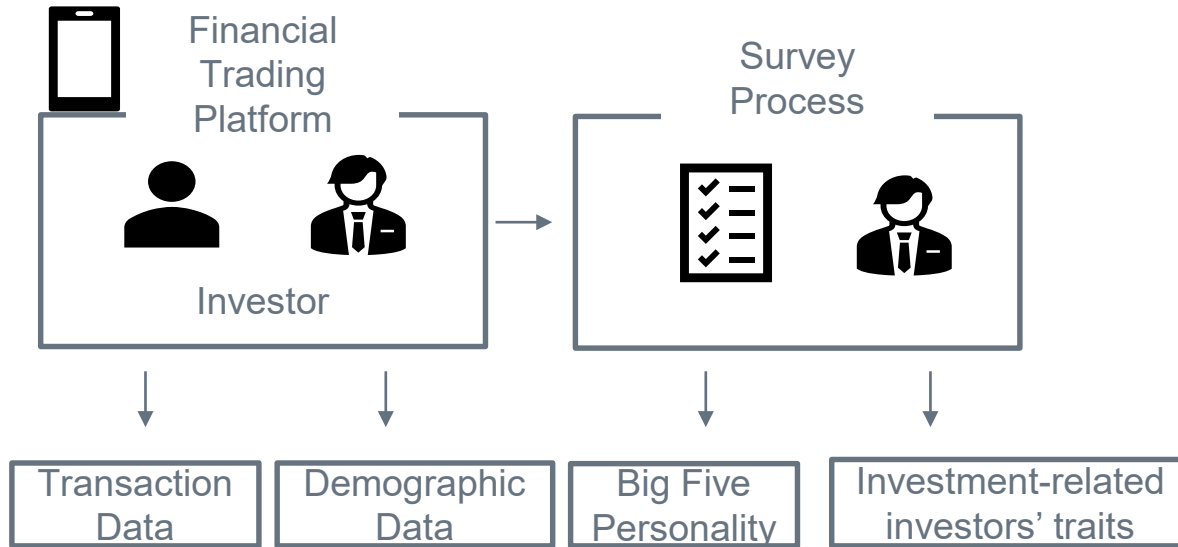 Financial
Trading
Platform
Survey
Process
Investor
Transaction
Data
Demographic
Data
Big Five
Personality
Investment-related
investors’ traits